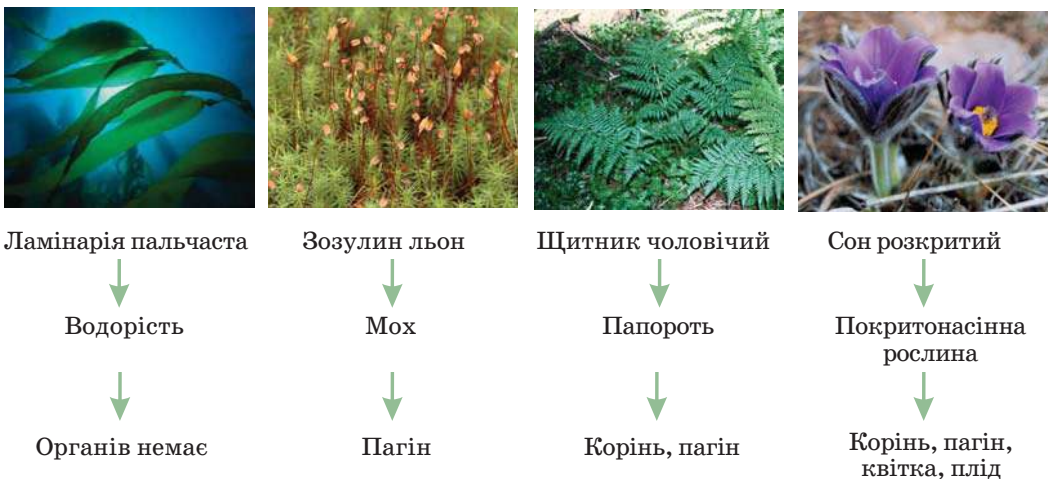 Ламінарія пальчаста
Зозулин льон
Щитник чоловічий
Сон розкритий
Водорість
Мох
Папороть
Покритонасінна
рослина
Органів немає
Пагін
Корінь, пагін
Корінь, пагін,
квітка, плід